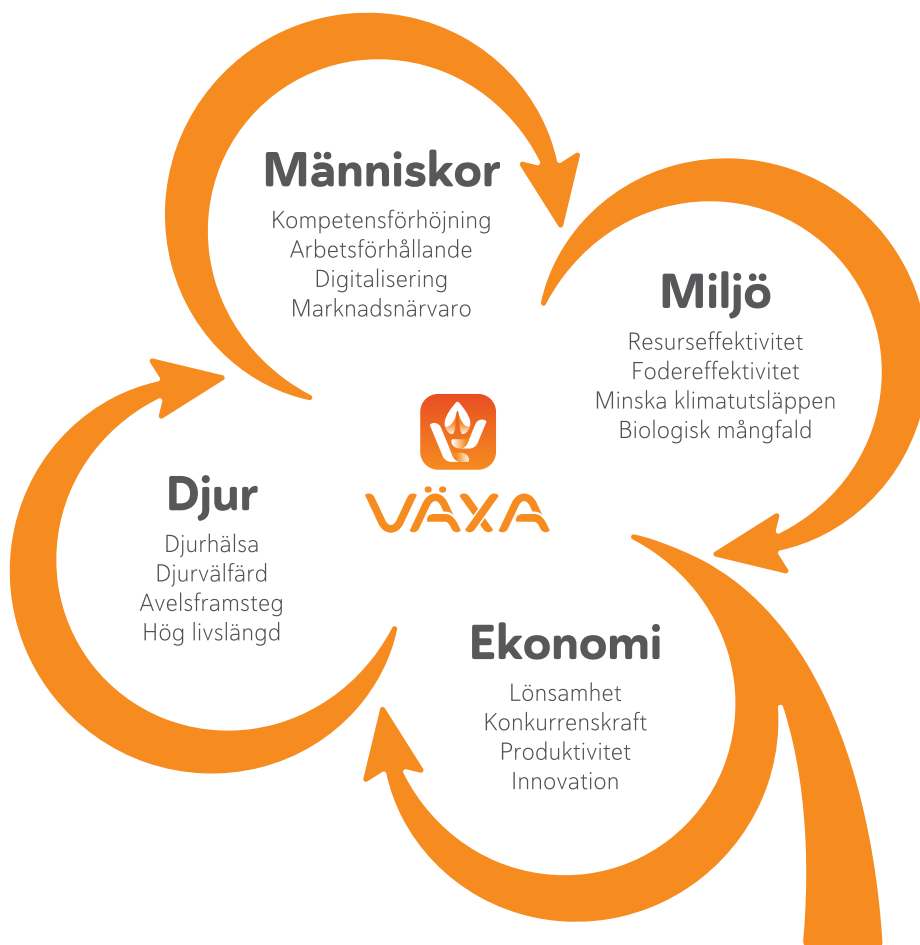 Människor
Kompetensförhöjning
Arbetsförhållande
Digitalisering
Marknadsnärvaro
Miljö
Resurseffektivitet
Fodereffektivitet
Minska klimatutsläppen
Biologisk mångfald
VÄXA
Djur
Djurhälsa
Djurvälfärd
Avelsframsteg
Hög livslängd
Ekonomi
Lönsamhet
Konkurrenskraft
Produktivitet
Innovation